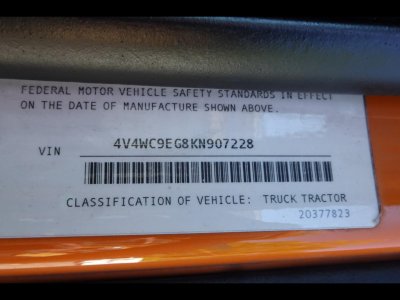 FEDERAL MOTOR VEHICLE SAFETY STANDARDS IN EFFECT
ON THE DATE OF MANUFACTURE SHOWN ABOVE.
VIN 4V4WC9EG8KN907228
CLASSIFICATION OF VEHICLE: TRUCK TRACTOR
20377823